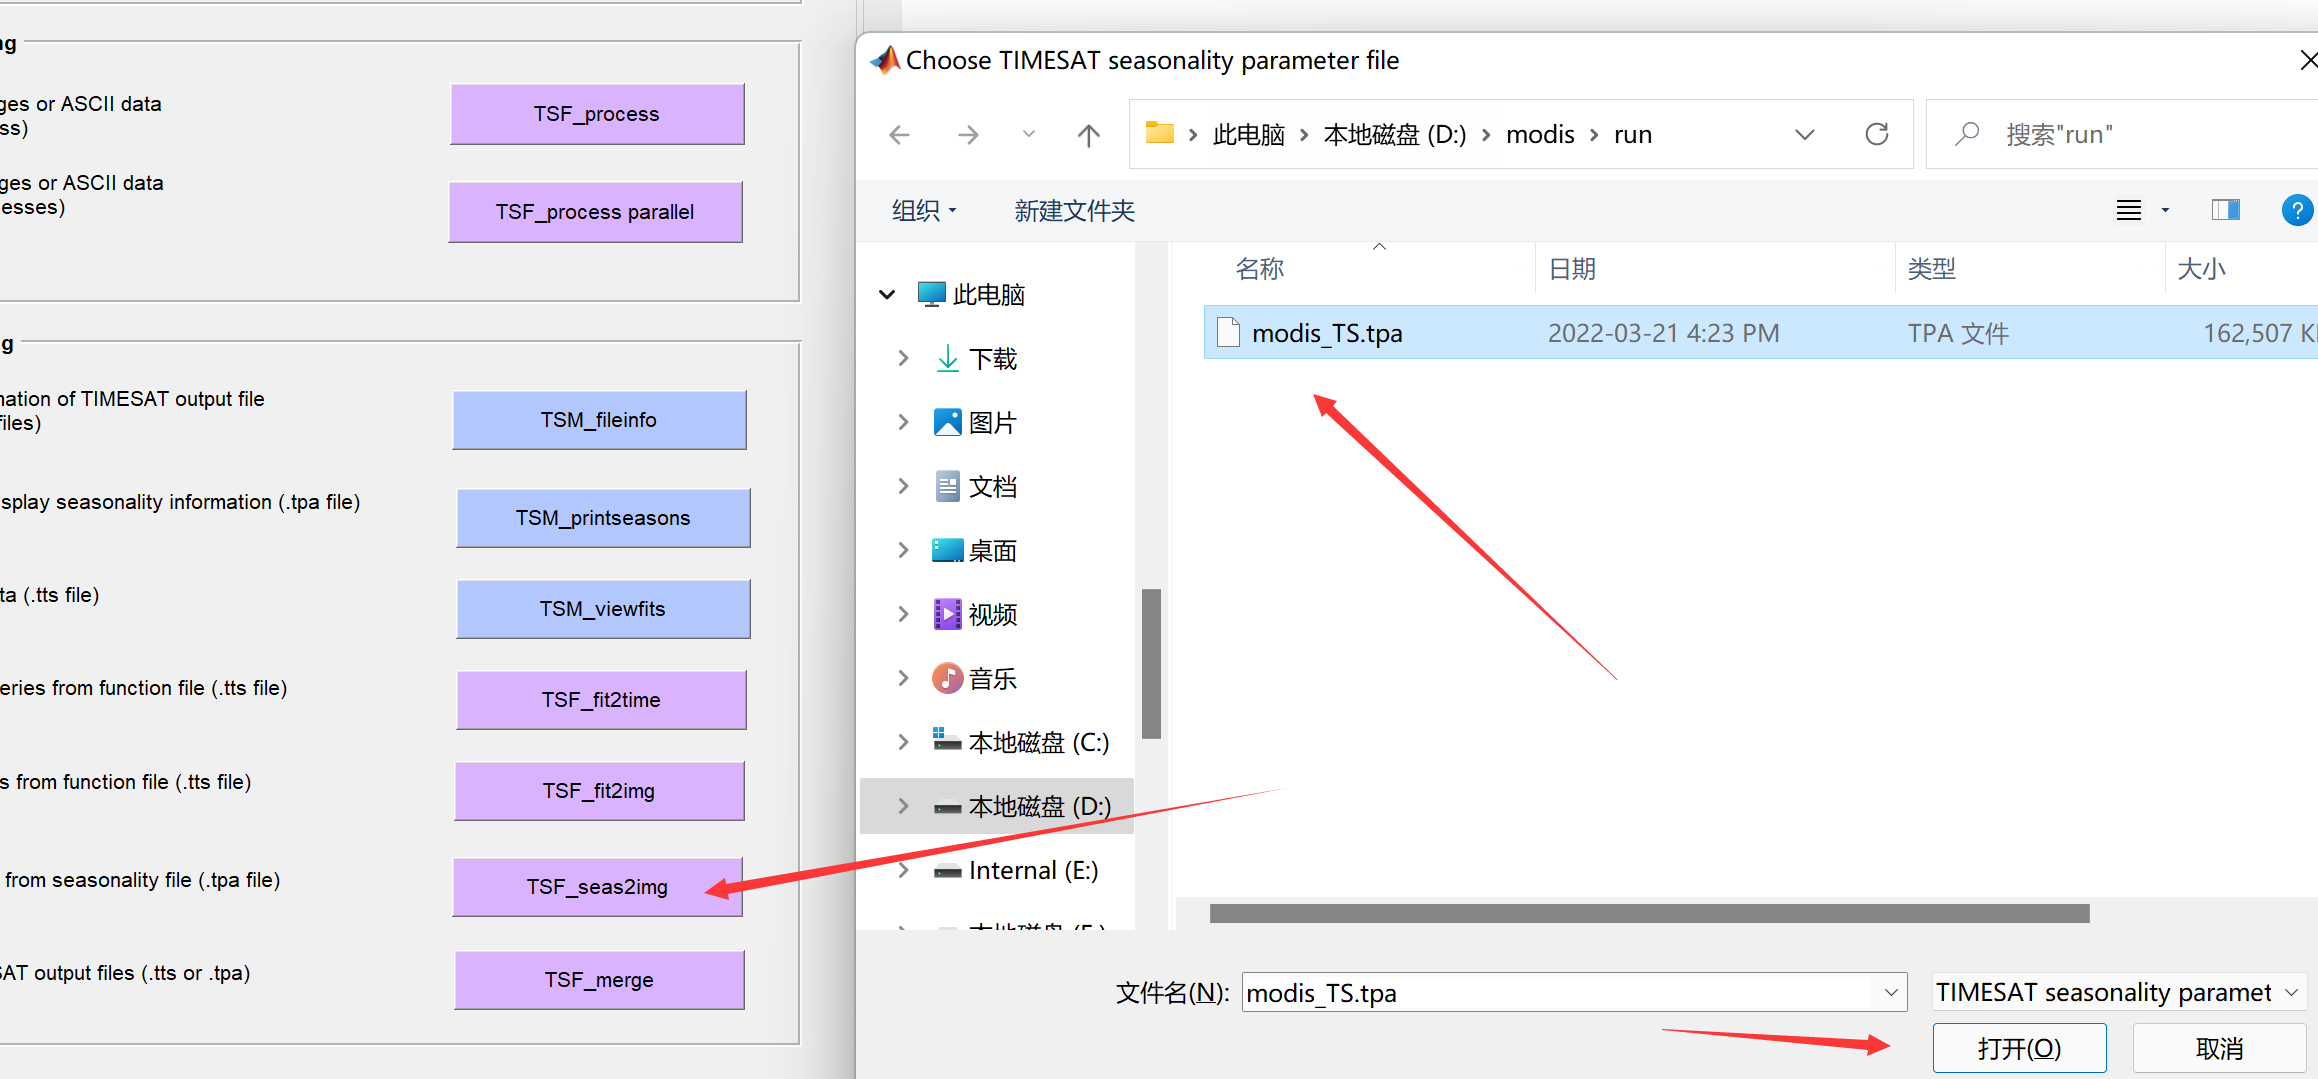 ng
ges or ASCII data
ss)
TSF_process
ges or ASCII data
esses)
TSF_process parallel
g
nation of TIMESAT output file
files)
TSM_fileinfo
splay seasonality information (.tpa file)
TSM_printseasons
ta (.tts file)
TSM_viewfits
eries from function file (.tts file)
TSF_fit2time
s from function file (.tts file)
TSF_fit2img
from seasonality file (.tpa file)
TSF_seas2img
SAT output files (.tts or .tpa)
TSF_merge
Choose TIMESAT seasonality parameter file
此电脑 › 本地磁盘 (D:) › modis › run
搜索"run"
组织
新建文件夹
名称 日期 类型 大小
modis_TS.tpa 2022-03-21 4:23 PM TPA 文件 162,507 K
此电脑
下载
图片
文档
桌面
视频
音乐
本地磁盘 (C:)
本地磁盘 (D:)
Internal (E:)
文件名(N): modis_TS.tpa
TIMESAT seasonality paramet
打开(O)
取消